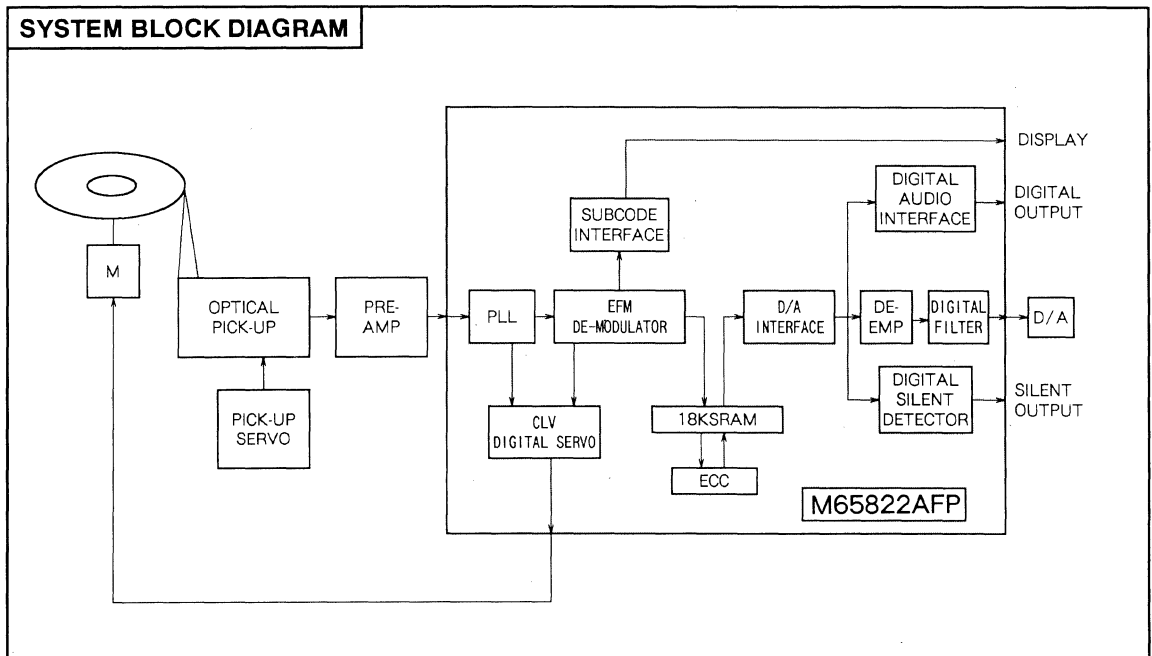 SYSTEM BLOCK DIAGRAM
DISPLAY
DIGITAL
AUDIO
INTERFACE
DIGITAL
OUTPUT
SUBCODE
INTERFACE
M
OPTICAL
PICK-UP
PRE-
AMP
PLL
EFM
DE-MODULATOR
D/A
INTERFACE
DE-
EMP
DIGITAL
FILTER
D/A
PICK-UP
SERVO
CLV
DIGITAL SERVO
18KSRAM
ECC
DIGITAL
SILENT
DETECTOR
SILENT
OUTPUT
M65822AFP